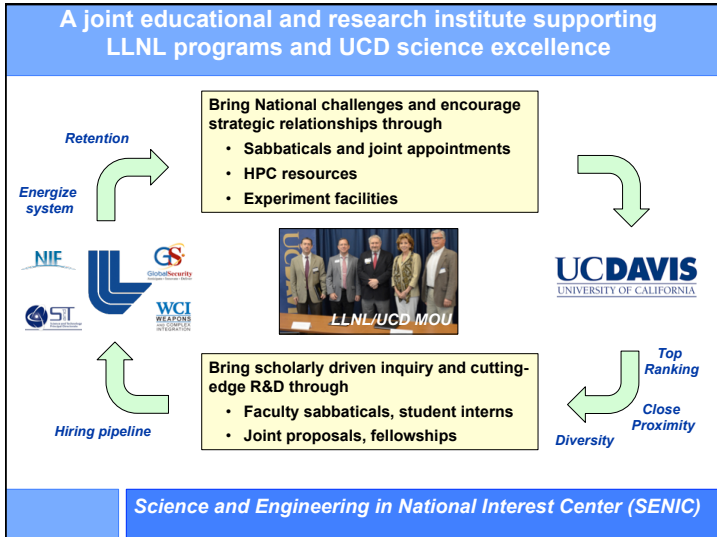 A joint educational and research institute supporting
LLNL programs and UCD science excellence
Bring National challenges and encourage
strategic relationships through
• Sabbaticals and joint appointments
• HPC resources
• Experiment facilities
Retention
Energize
system
NIF
GS
GlobalSecurity
S&T
WCI
WEAPONS
AND COMPLEX
INTEGRATION
UC
LLNL/UCD MOU
UCDAVIS
UNIVERSITY OF CALIFORNIA
Top
Ranking
Close
Proximity
Diversity
Bring scholarly driven inquiry and cutting-
edge R&D through
• Faculty sabbaticals, student interns
• Joint proposals, fellowships
Hiring pipeline
Science and Engineering in National Interest Center (SENIC)